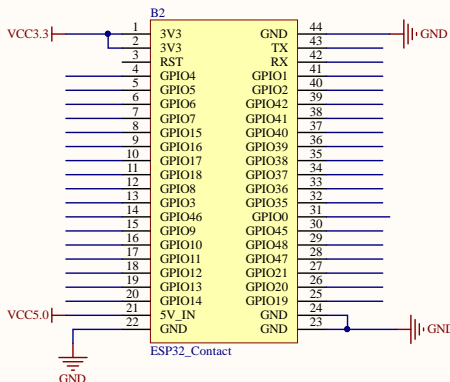 B2
1 3V3 GND 44
VCC3.3 GND
2 3V3 TX 43
3 RST RX 42
4 GPIO4 GPIO1 41
5 GPIO5 GPIO2 40
6 GPIO6 GPIO42 39
7 GPIO7 GPIO41 38
8 GPIO15 GPIO40 37
9 GPIO16 GPIO39 36
10 GPIO17 GPIO38 35
11 GPIO18 GPIO37 34
12 GPIO8 GPIO36 33
13 GPIO3 GPIO35 32
14 GPIO46 GPIO0 31
15 GPIO9 GPIO45 30
16 GPIO10 GPIO48 29
17 GPIO11 GPIO47 28
18 GPIO12 GPIO21 27
19 GPIO13 GPIO20 26
20 GPIO14 GPIO19 25
VCC5.0 21 5V_IN GND 24
22 GND GND 23 GND
ESP32_Contact
GND